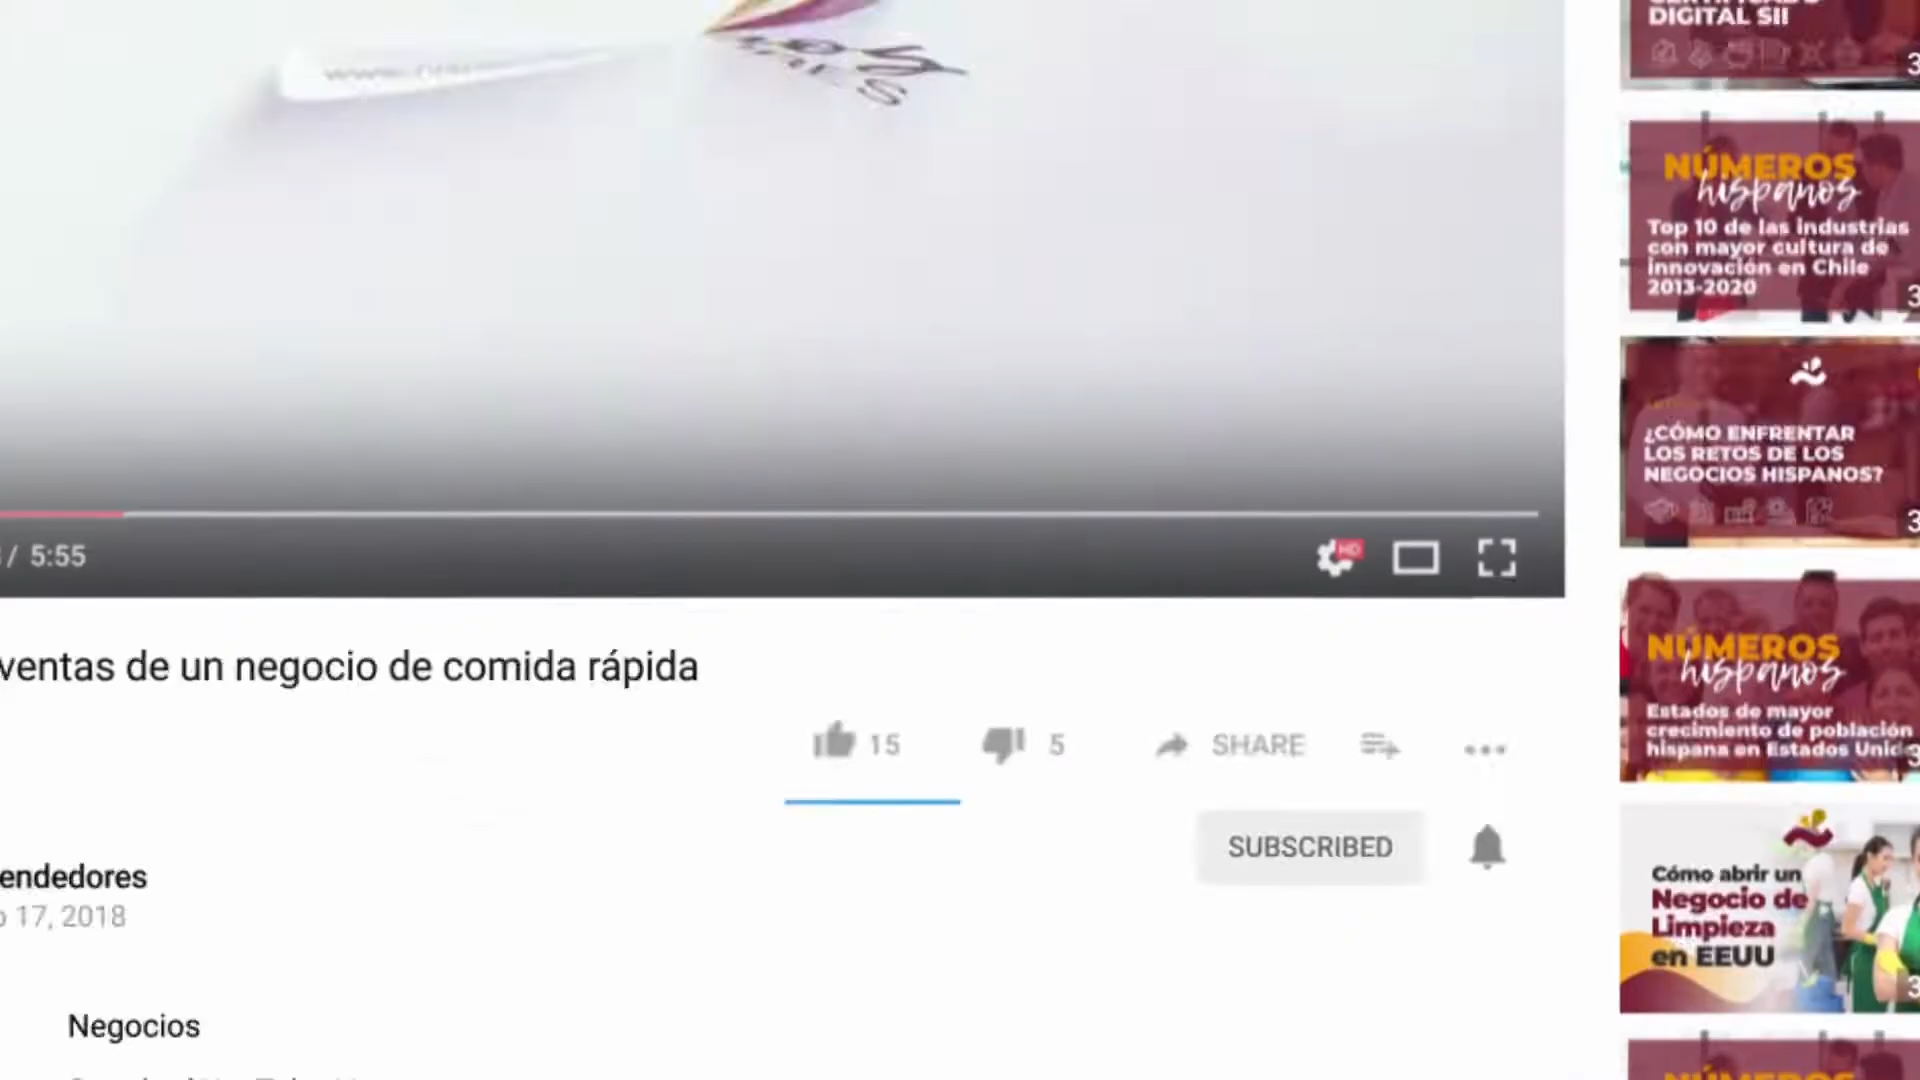 / 5:55
HD
ventas de un negocio de comida rápida
15
5
SHARE
SUBSCRIBED
endedores
17, 2018
Negocios
DIGITAL SII
NÚMEROS
hispanos
Top 10 de las industrias
con mayor cultura de
innovación en Chile
2013-2020
¿CÓMO ENFRENTAR
LOS RETOS DE LOS
NEGOCIOS HISPANOS?
NÚMEROS
hispanos
Estados de mayor
crecimiento de población
hispana en Estados Unid
Cómo abrir un
Negocio de
Limpieza
en EEUU
NÚMEROS